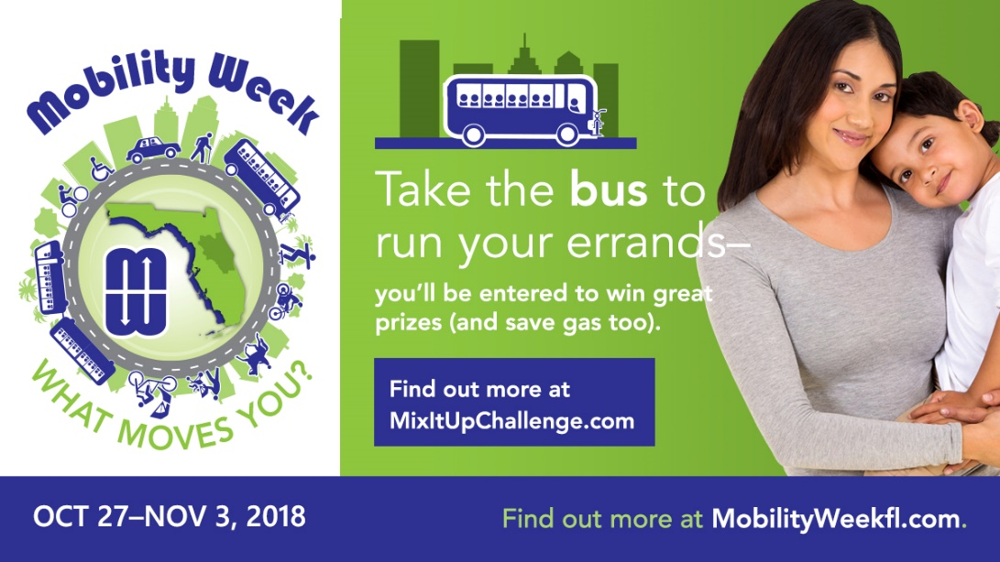 Mobility Week
WHAT MOVES YOU?
Take the bus to
run your errands–
you'll be entered to win great
prizes (and save gas too).
Find out more at
MixItUpChallenge.com
OCT 27–NOV 3, 2018
Find out more at MobilityWeekfl.com.